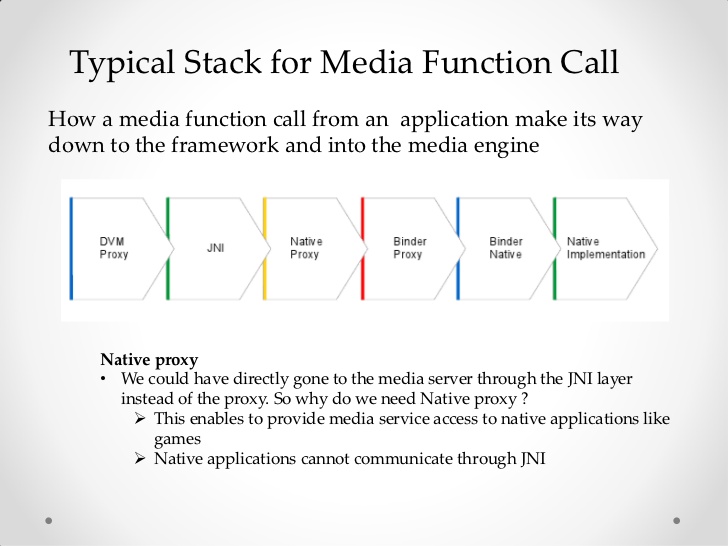 Typical Stack for Media Function Call
How a media function call from an application make its way
down to the framework and into the media engine
DVM
Proxy
JNI
Native
Proxy
Binder
Proxy
Binder
Native
Native
Implementation
Native proxy
• We could have directly gone to the media server through the JNI layer
instead of the proxy. So why do we need Native proxy ?
➢ This enables to provide media service access to native applications like
games
➢ Native applications cannot communicate through JNI